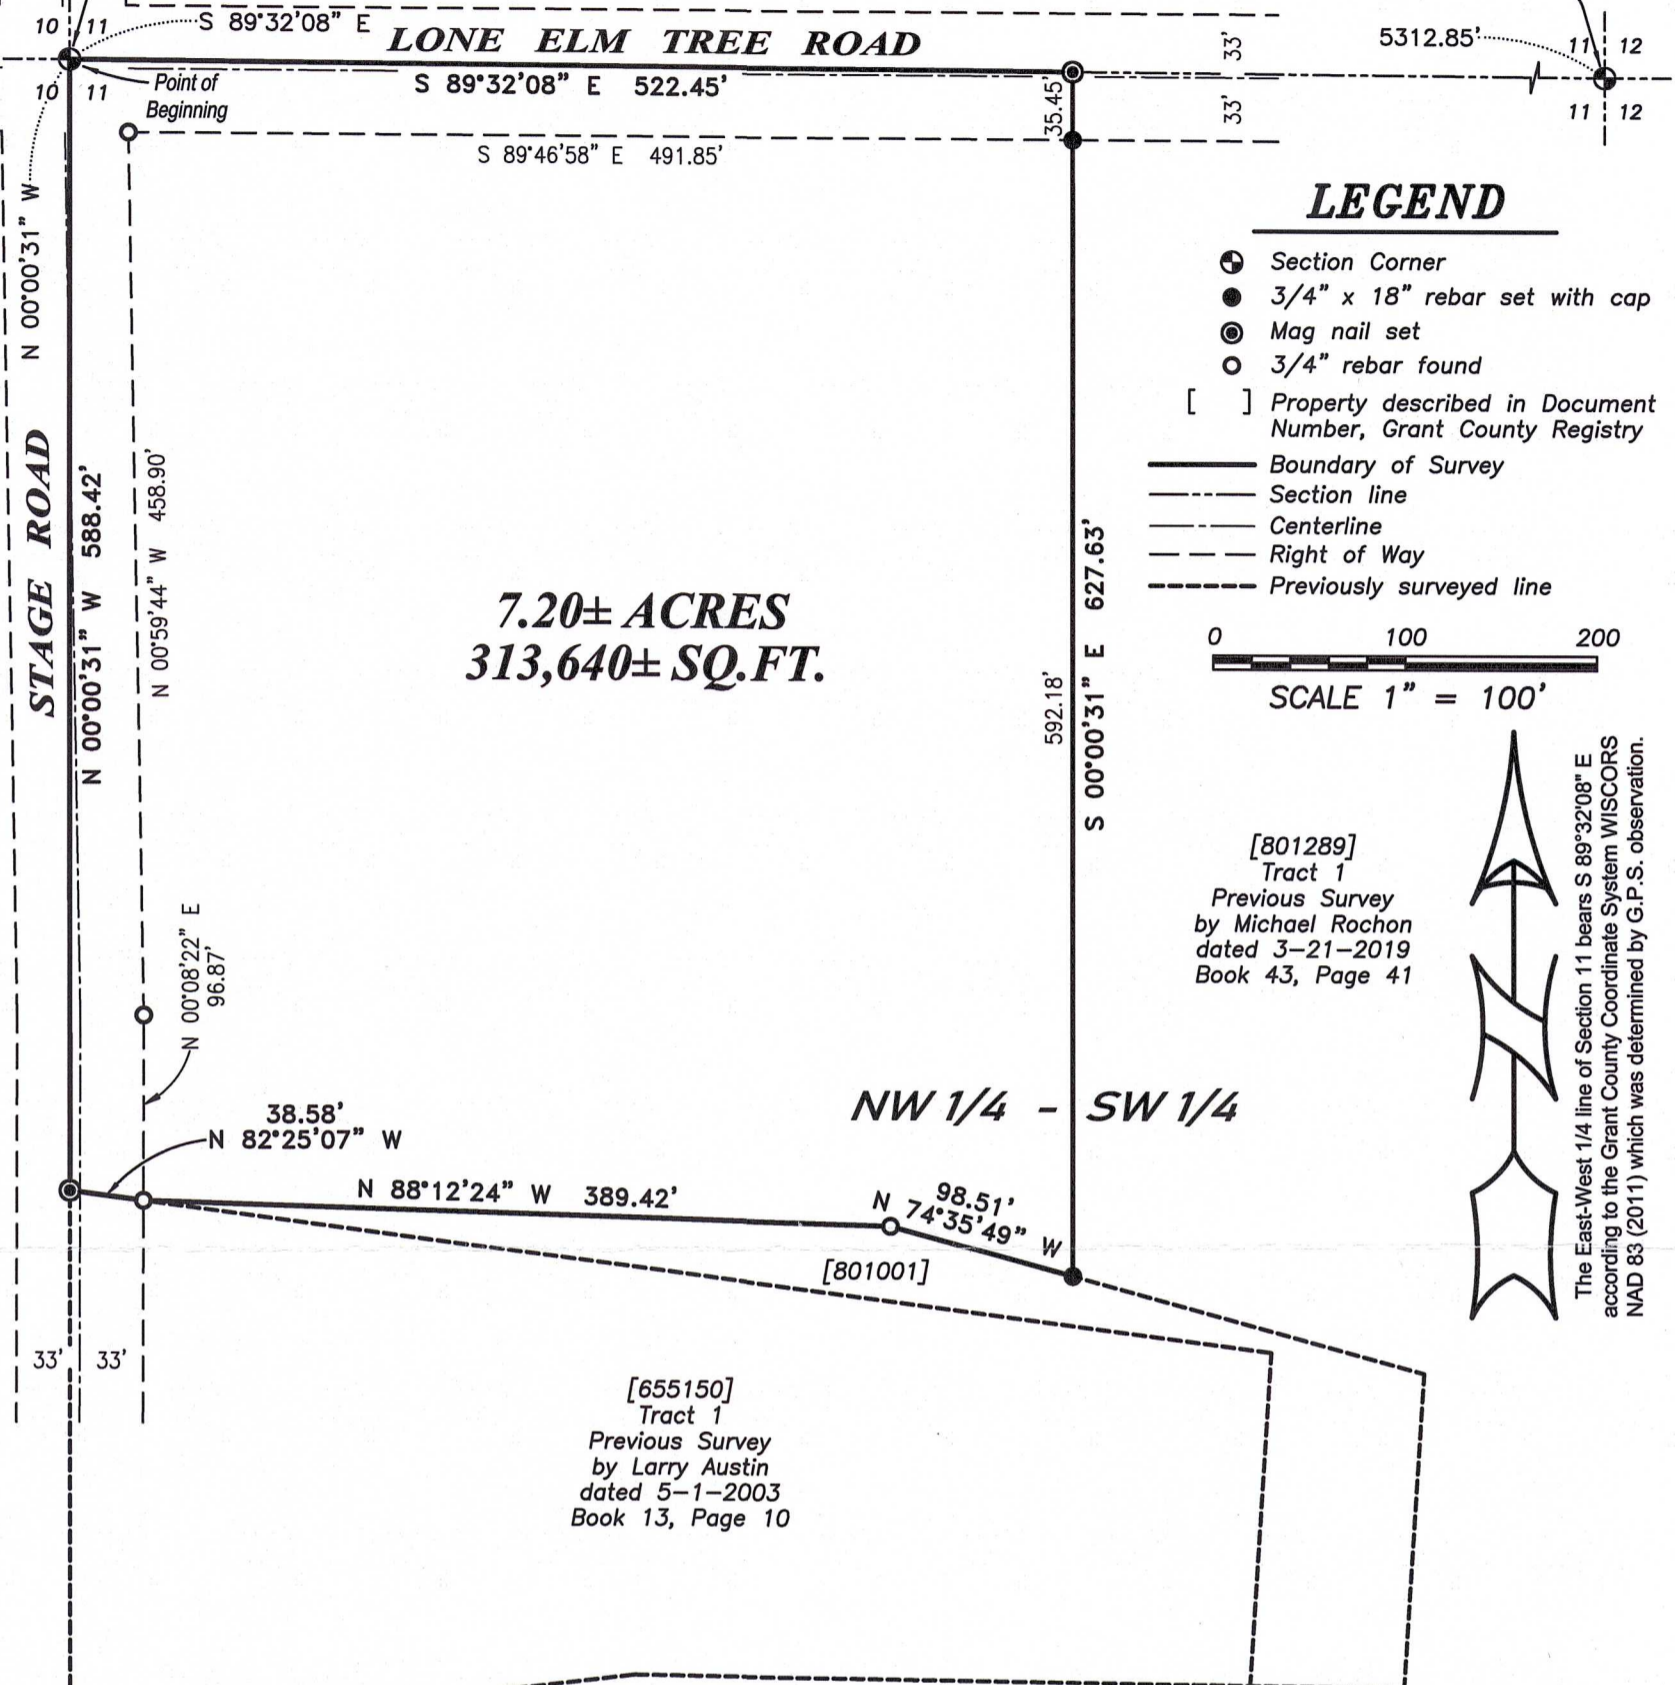 10 11
S 89°32'08" E
LONE ELM TREE ROAD
33'
5312.85'
11 12
10 11
Point of
Beginning
S 89°32'08" E 522.45'
35.45'
33'
11 12
S 89°46'58" E 491.85'
N 00°00'31" W
STAGE ROAD
N 00°00'31" W 588.42'
N 00°59'44" W 458.90'
7.20± ACRES
313,640± SQ.FT.
592.18'
S 00°00'31" E 627.63'
LEGEND
Section Corner
3/4" x 18" rebar set with cap
Mag nail set
3/4" rebar found
[ ] Property described in Document
Number, Grant County Registry
Boundary of Survey
Section line
Centerline
Right of Way
Previously surveyed line
0 100 200
SCALE 1" = 100'
The East-West 1/4 line of Section 11 bears S 89°32'08" E
according to the Grant County Coordinate System WISCORS
NAD 83 (2011) which was determined by G.P.S. observation.
[801289]
Tract 1
Previous Survey
by Michael Rochon
dated 3-21-2019
Book 43, Page 41
N 00°08'22" E
96.87'
NW 1/4 - SW 1/4
38.58'
N 82°25'07" W
N 88°12'24" W 389.42'
98.51'
N 74°35'49" W
[801001]
33' 33'
[655150]
Tract 1
Previous Survey
by Larry Austin
dated 5-1-2003
Book 13, Page 10
N